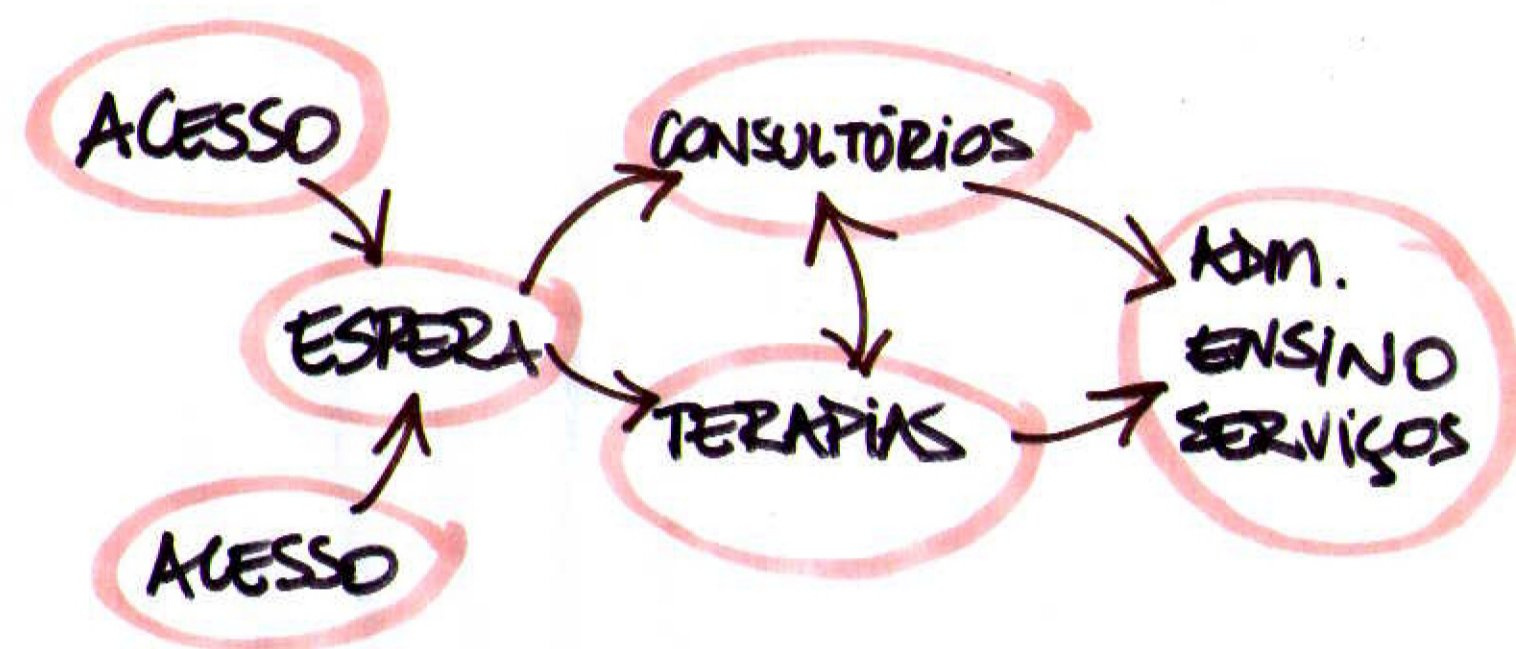 ACESSO
CONSULTÓRIOS
ADM.
ENSINO
SERVIÇOS
ESPERA
TERAPIAS
ACESSO